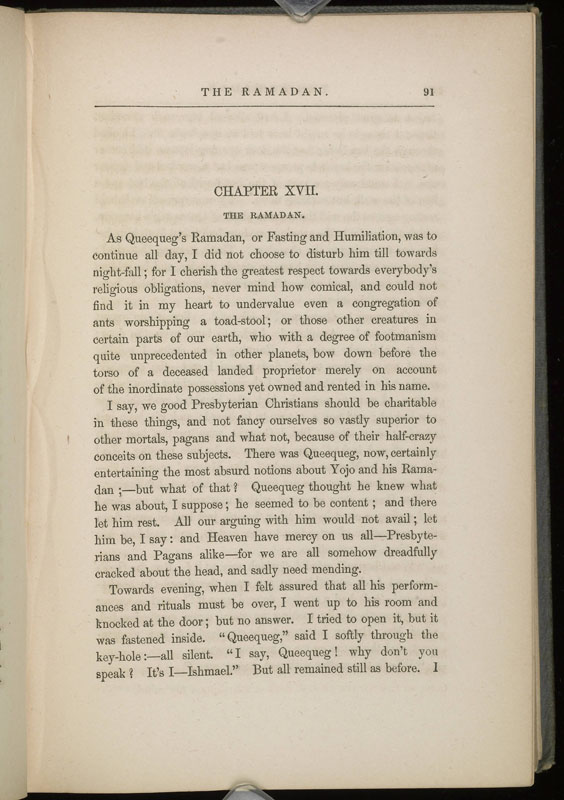 THE RAMADAN. 91
CHAPTER XVII.
THE RAMADAN.
As Queequeg's Ramadan, or Fasting and Humiliation, was to
continue all day, I did not choose to disturb him till towards
night-fall; for I cherish the greatest respect towards everybody's
religious obligations, never mind how comical, and could not
find it in my heart to undervalue even a congregation of
ants worshipping a toad-stool; or those other creatures in
certain parts of our earth, who with a degree of footmanism
quite unprecedented in other planets, bow down before the
torso of a deceased landed proprietor merely on account
of the inordinate possessions yet owned and rented in his name.
I say, we good Presbyterian Christians should be charitable
in these things, and not fancy ourselves so vastly superior to
other mortals, pagans and what not, because of their half-crazy
conceits on these subjects. There was Queequeg, now, certainly
entertaining the most absurd notions about Yojo and his Rama-
dan;—but what of that? Queequeg thought he knew what
he was about, I suppose; he seemed to be content; and there
let him rest. All our arguing with him would not avail; let
him be, I say: and Heaven have mercy on us all—Presbyte-
rians and Pagans alike—for we are all somehow dreadfully
cracked about the head, and sadly need mending.
Towards evening, when I felt assured that all his perform-
ances and rituals must be over, I went up to his room and
knocked at the door; but no answer. I tried to open it, but it
was fastened inside. "Queequeg," said I softly through the
key-hole:—all silent. "I say, Queequeg! why don't you
speak? It's I—Ishmael." But all remained still as before. I